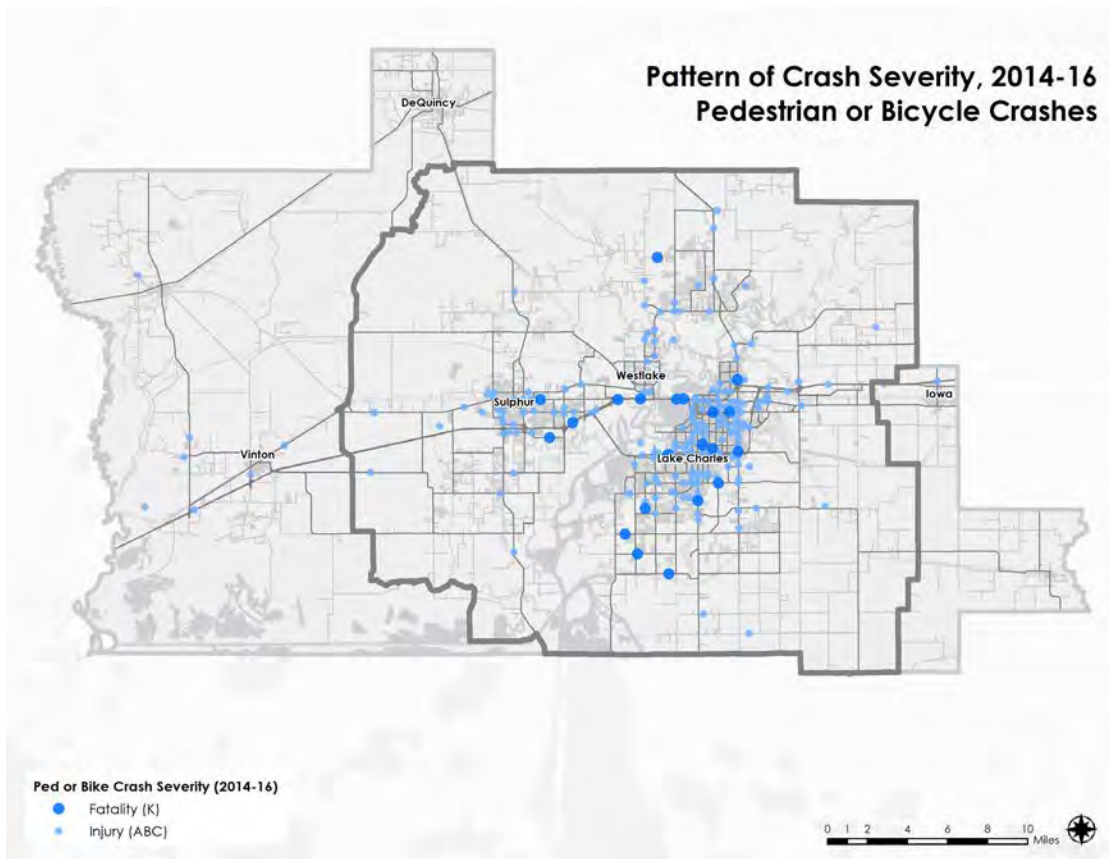 Pattern of Crash Severity, 2014-16
Pedestrian or Bicycle Crashes
DeQuincy
Westlake
Sulphur
Iowa
Vinton
Lake Charles
Ped or Bike Crash Severity (2014-16)
Fatality (K)
Injury (ABC)
0 1 2 4 6 8 10
Miles